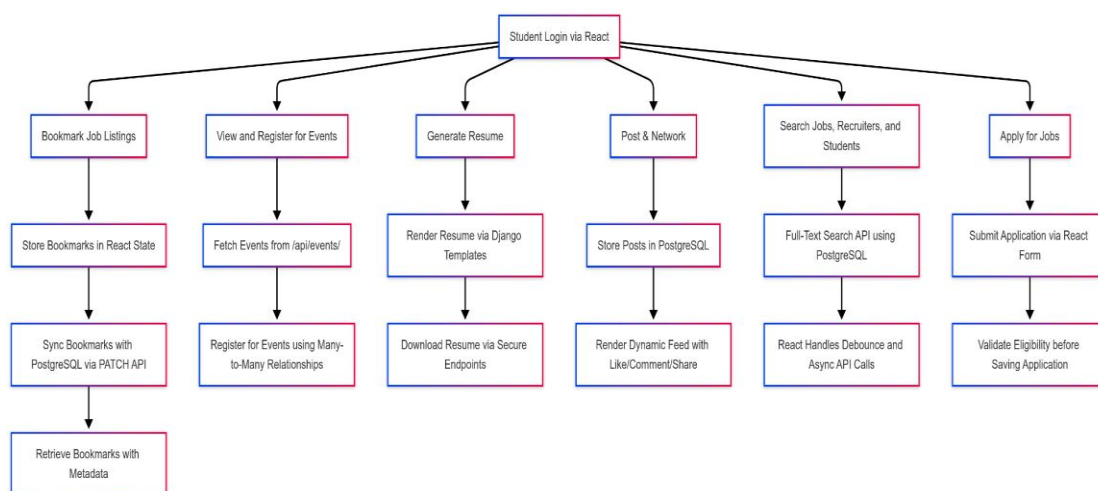 Student Login via React
Bookmark Job Listings
View and Register for Events
Generate Resume
Post & Network
Search Jobs, Recruiters, and
Students
Apply for Jobs
Store Bookmarks in React State
Fetch Events from /api/events/
Render Resume via Django
Templates
Store Posts in PostgreSQL
Full-Text Search API using
PostgreSQL
Submit Application via React
Form
Sync Bookmarks with
PostgreSQL via PATCH API
Register for Events using Many-
to-Many Relationships
Download Resume via Secure
Endpoints
Render Dynamic Feed with
Like/Comment/Share
React Handles Debounce and
Async API Calls
Validate Eligibility before
Saving Application
Retrieve Bookmarks with
Metadata